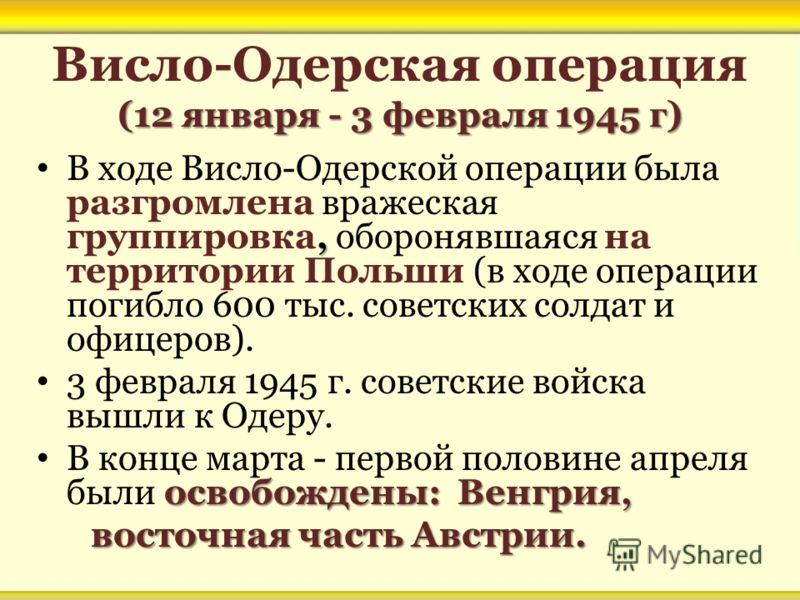 Висло-Одерская операция
(12 января - 3 февраля 1945 г)
• В ходе Висло-Одерской операции была
разгромлена вражеская
группировка, оборонявшаяся на
территории Польши (в ходе операции
погибло 600 тыс. советских солдат и
офицеров).
• 3 февраля 1945 г. советские войска
вышли к Одеру.
• В конце марта - первой половине апреля
были освобождены: Венгрия,
восточная часть Австрии.
MyShared